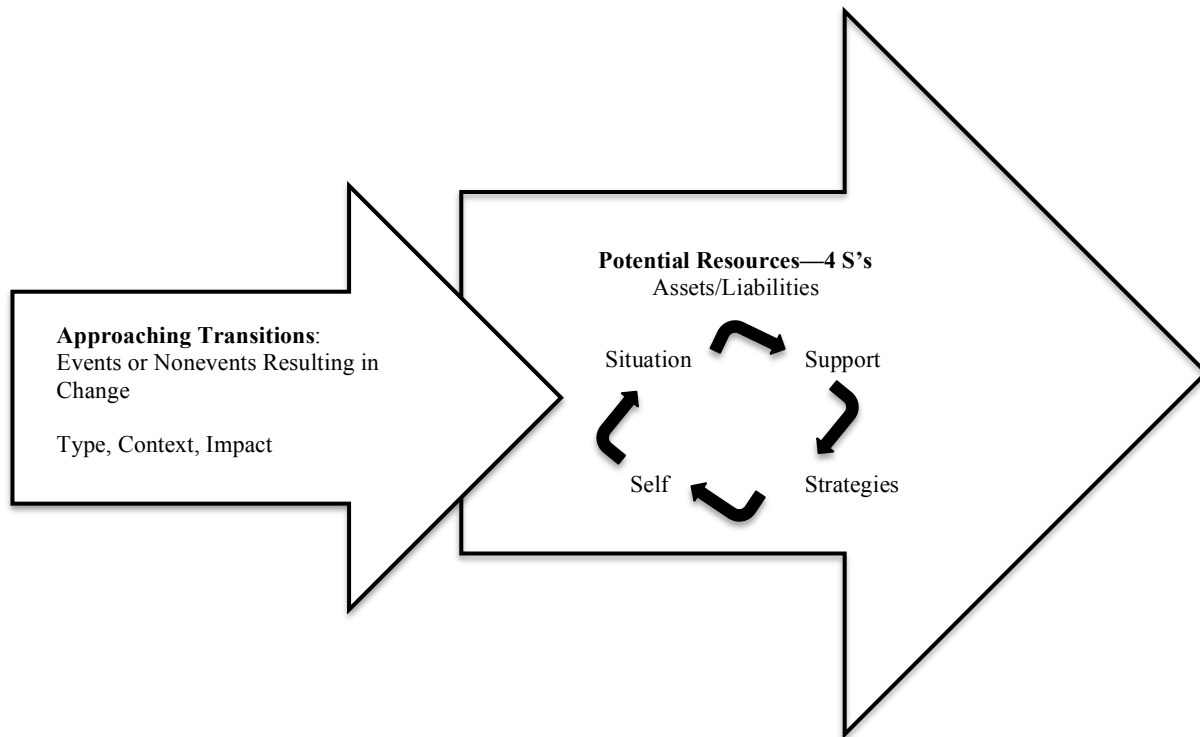 Potential Resources—4 S’s
Assets/Liabilities
Approaching Transitions:
Events or Nonevents Resulting in
Change
Type, Context, Impact
Situation
Support
Self
Strategies